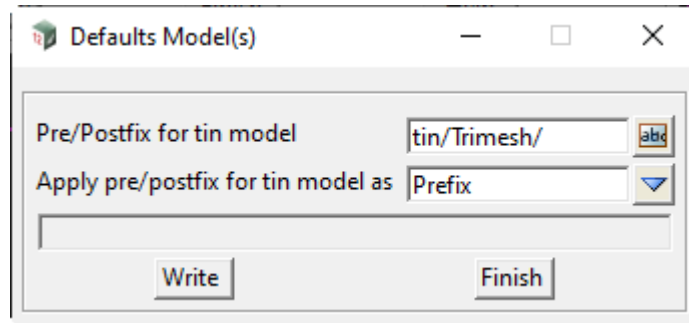 Defaults Model(s)
Pre/Postfix for tin model tin/Trimesh/ abc
Apply pre/postfix for tin model as Prefix
Write Finish